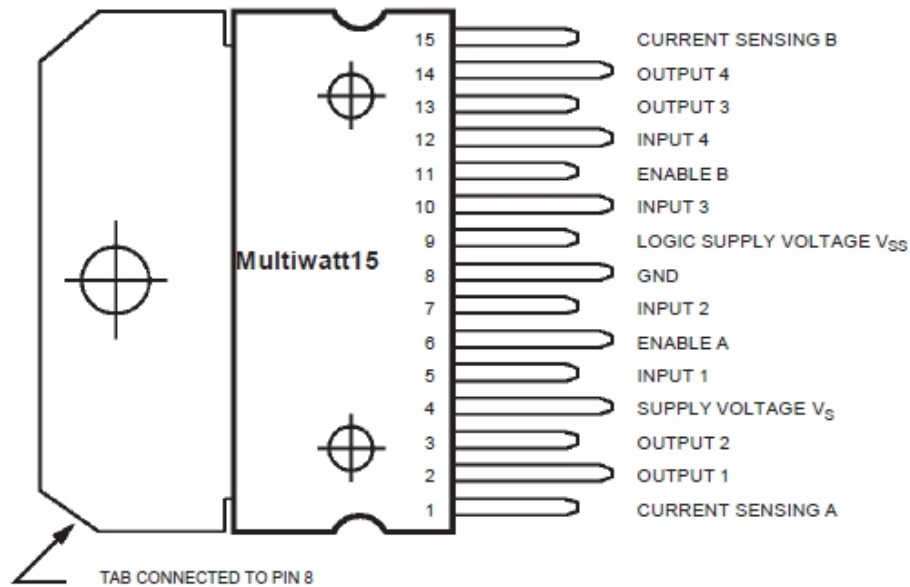 15 CURRENT SENSING B
14 OUTPUT 4
13 OUTPUT 3
12 INPUT 4
11 ENABLE B
10 INPUT 3
9 LOGIC SUPPLY VOLTAGE VSS
Multiwatt15
8 GND
7 INPUT 2
6 ENABLE A
5 INPUT 1
4 SUPPLY VOLTAGE VS
3 OUTPUT 2
2 OUTPUT 1
1 CURRENT SENSING A
TAB CONNECTED TO PIN 8